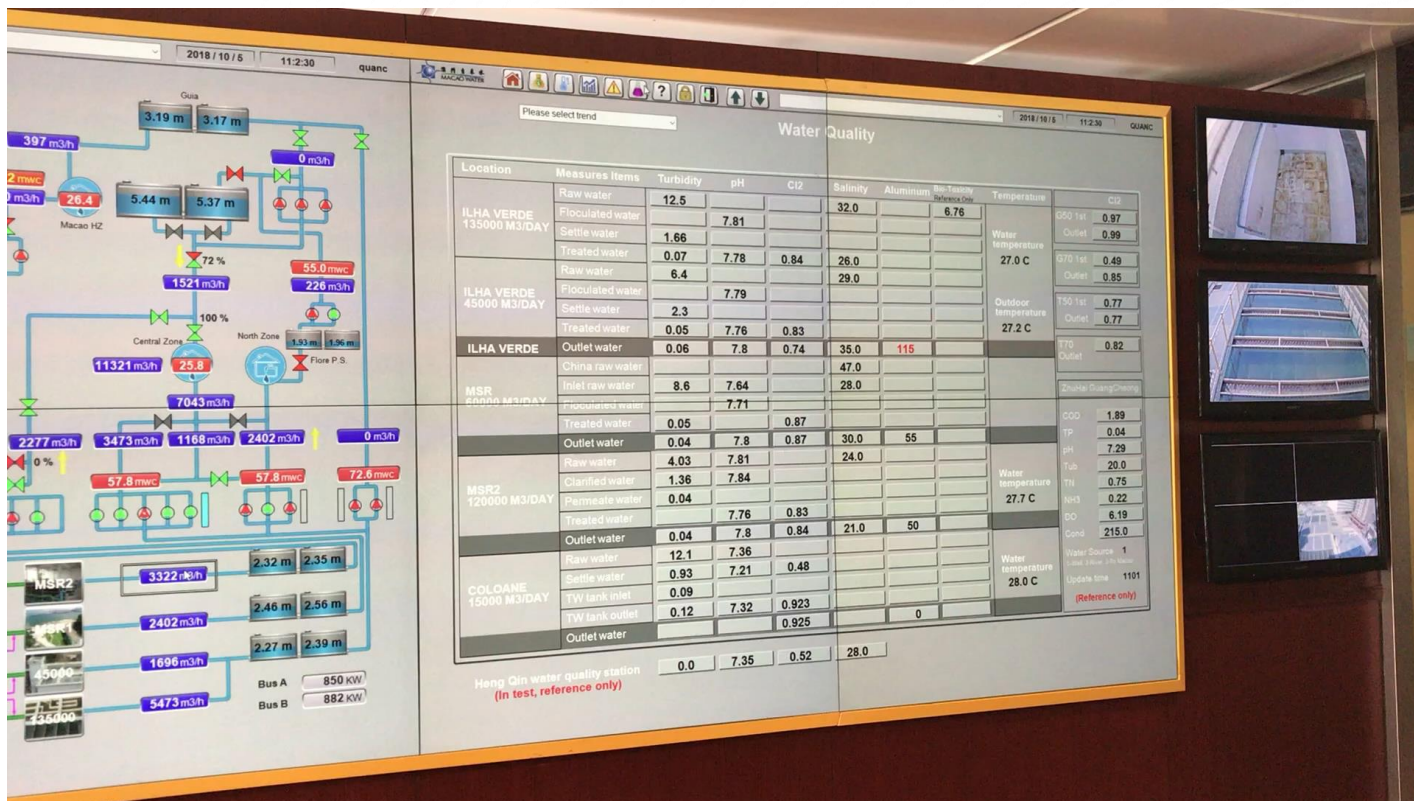 2018/10/5 11:2:30 quanc
Guia
3.19 m 3.17 m
397 m3/h
0 m3/h
2 mwc
m3/h
26.4
Macao HZ
5.44 m 5.37 m
72 %
55.0 mwc
1521 m3/h
226 m3/h
100 %
Central Zone
North Zone
1.93 m 1.96 m
Flore P.S.
11321 m3/h
25.8
7043 m3/h
2277 m3/h 3473 m3/h 1168 m3/h 2402 m3/h 0 m3/h
0 %
57.8 mwc 57.8 mwc 72.6 mwc
MSR2
3322 m3/h
2.32 m 2.35 m
MSR1
2402 m3/h
2.46 m 2.56 m
45000
1696 m3/h
2.27 m 2.39 m
135000
5473 m3/h
Bus A 850 KW
Bus B 882 KW
MACAO WATER
?
2018/10/5 11:2:30 QUANC
Please select trend
Water Quality
Location Measures Items Turbidity pH Cl2 Salinity Aluminum Bio-Toxicity Reference Only Temperature
ILHA VERDE
135000 M3/DAY
Raw water 12.5 32.0 6.76
Floculated water 7.81
Settle water 1.66
Treated water 0.07 7.78 0.84 26.0
ILHA VERDE
45000 M3/DAY
Raw water 6.4 29.0
Floculated water 7.79
Settle water 2.3
Treated water 0.05 7.76 0.83
ILHA VERDE Outlet water 0.06 7.8 0.74 35.0 115
MSR
60000 M3/DAY
China raw water 47.0
Inlet raw water 8.6 7.64 28.0
Floculated water 7.71
Treated water 0.05 0.87
Outlet water 0.04 7.8 0.87 30.0 55
MSR2
120000 M3/DAY
Raw water 4.03 7.81 24.0
Clarified water 1.36 7.84
Permeate water 0.04
Treated water 7.76 0.83
Outlet water 0.04 7.8 0.84 21.0 50
COLOANE
15000 M3/DAY
Raw water 12.1 7.36
Settle water 0.93 7.21 0.48
TW tank inlet 0.09
TW tank outlet 0.12 7.32 0.923
Outlet water 0.925 0
Heng Qin water quality station 0.0 7.35 0.52 28.0
(In test, reference only)
Water
temperature
27.0 C
Outdoor
temperature
27.2 C
Water
temperature
27.7 C
Water
temperature
28.0 C
Cl2
G50 1st 0.97
Outlet 0.99
G70 1st 0.49
Outlet 0.85
T50 1st 0.77
Outlet 0.77
T70 0.82
Outlet
ZhuHai GuangCheong
COD 1.89
TP 0.04
pH 7.29
Tub 20.0
TN 0.75
NH3 0.22
DO 6.19
Cond 215.0
Water Source 1
Update time 1101
(Reference only)